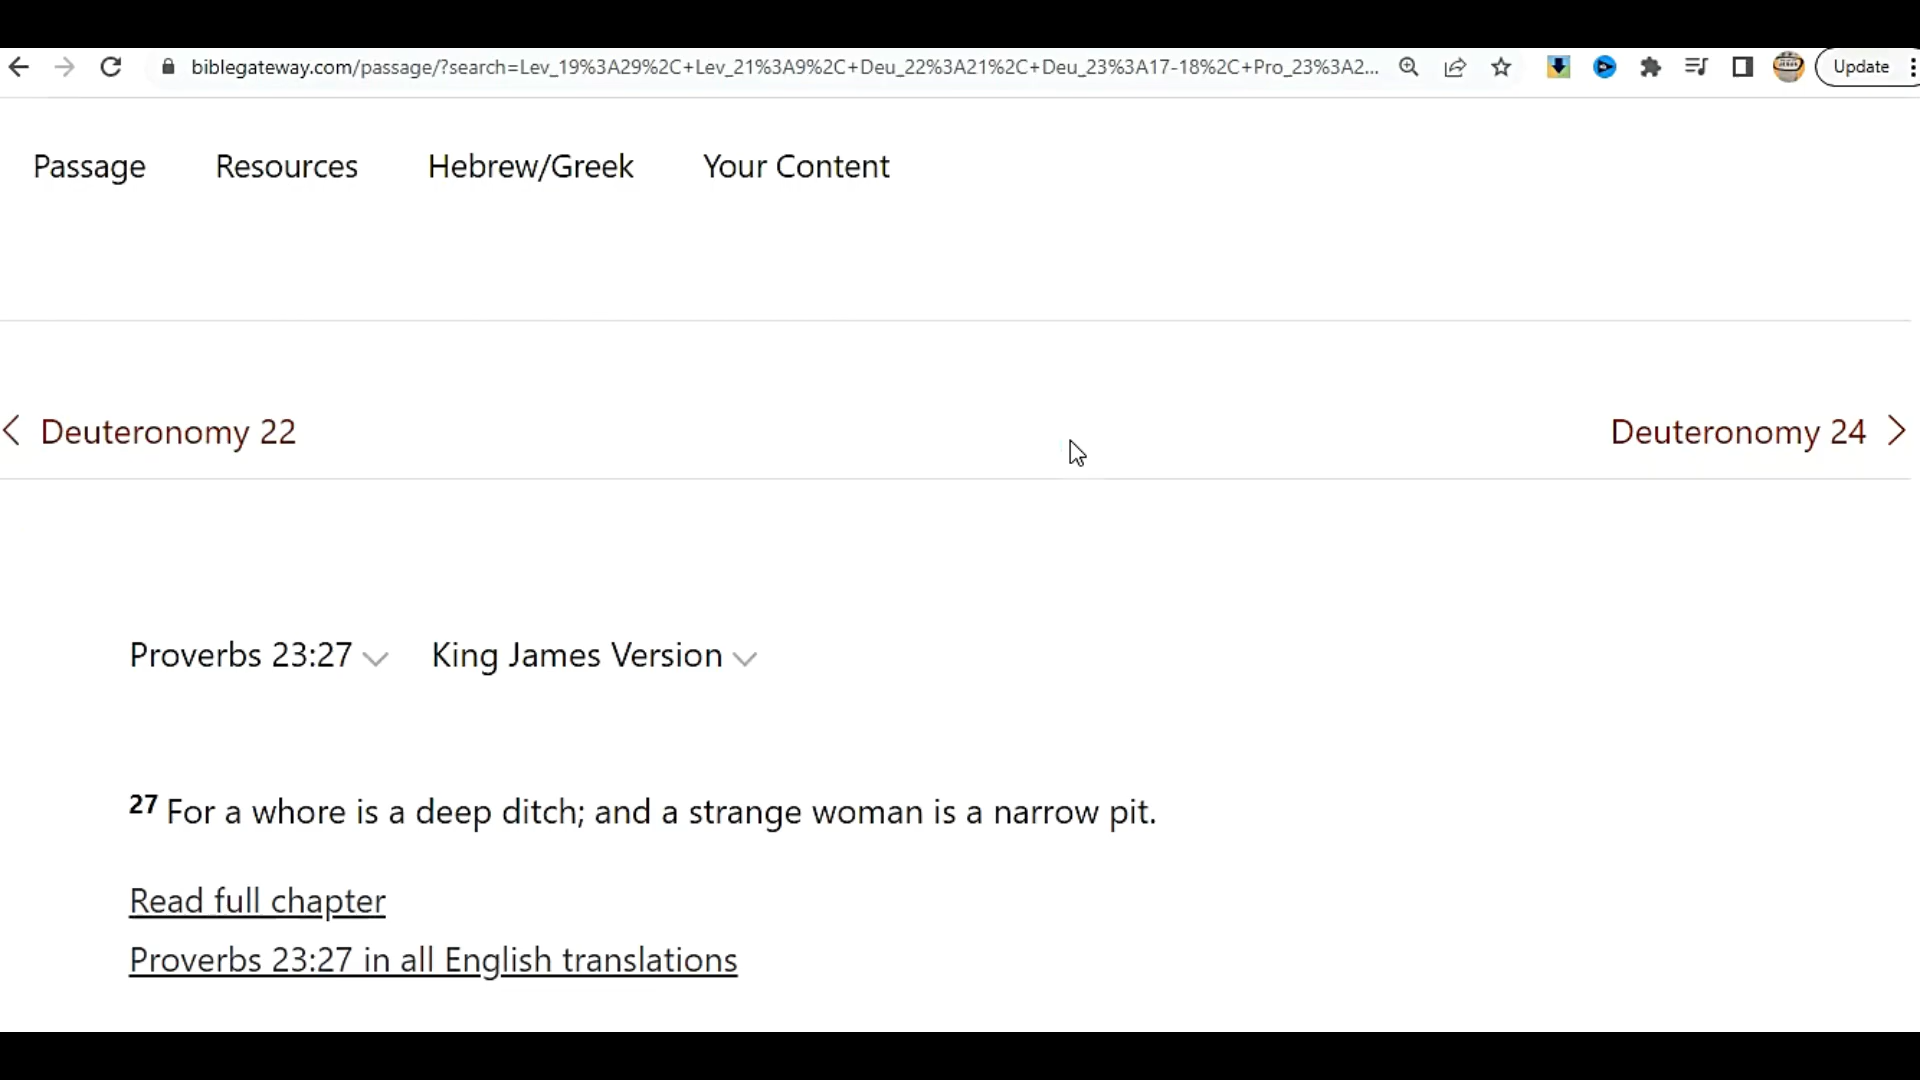 biblegateway.com/passage/?search=Lev_19%3A29%2C+Lev_21%3A9%2C+Deu_22%3A21%2C+Deu_23%3A17-18%2C+Pro_23%3A2...
Update
Passage Resources Hebrew/Greek Your Content
Deuteronomy 22 Deuteronomy 24
Proverbs 23:27 King James Version
27 For a whore is a deep ditch; and a strange woman is a narrow pit.
Read full chapter
Proverbs 23:27 in all English translations